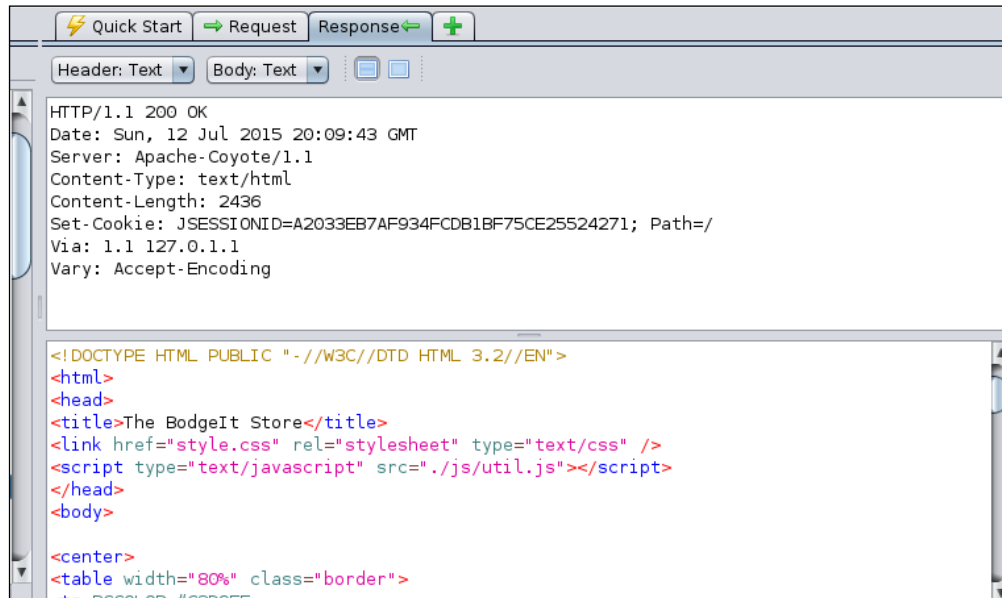 Quick Start Request Response
Header: Text Body: Text
HTTP/1.1 200 OK
Date: Sun, 12 Jul 2015 20:09:43 GMT
Server: Apache-Coyote/1.1
Content-Type: text/html
Content-Length: 2436
Set-Cookie: JSESSIONID=A2033EB7AF934FCDB1BF75CE25524271; Path=/
Via: 1.1 127.0.1.1
Vary: Accept-Encoding
<!DOCTYPE HTML PUBLIC "-//W3C//DTD HTML 3.2//EN">
<html>
<head>
<title>The BodgeIt Store</title>
<link href="style.css" rel="stylesheet" type="text/css" />
<script type="text/javascript" src="./js/util.js"></script>
</head>
<body>
<center>
<table width="80%" class="border">